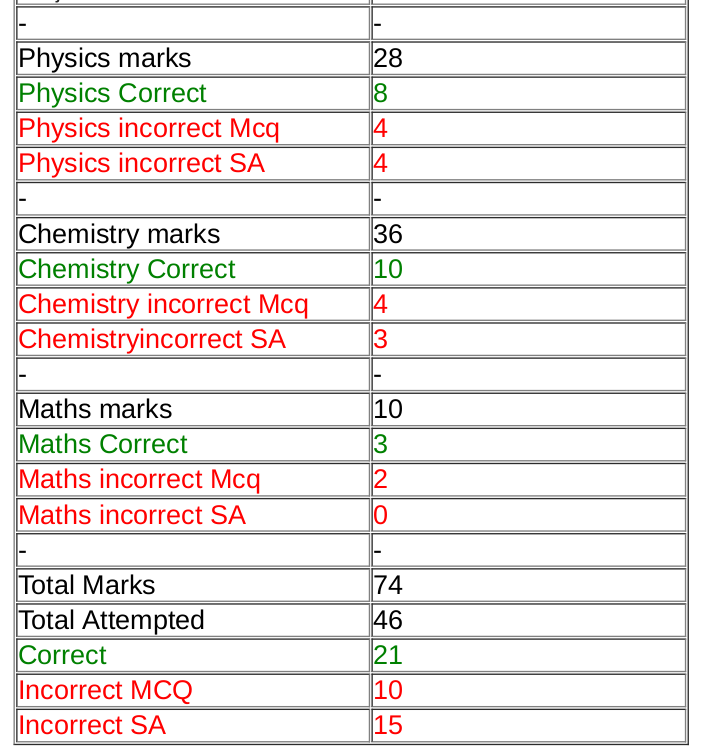 - -
Physics marks 28
Physics Correct 8
Physics incorrect Mcq 4
Physics incorrect SA 4
- -
Chemistry marks 36
Chemistry Correct 10
Chemistry incorrect Mcq 4
Chemistryincorrect SA 3
- -
Maths marks 10
Maths Correct 3
Maths incorrect Mcq 2
Maths incorrect SA 0
- -
Total Marks 74
Total Attempted 46
Correct 21
Incorrect MCQ 10
Incorrect SA 15